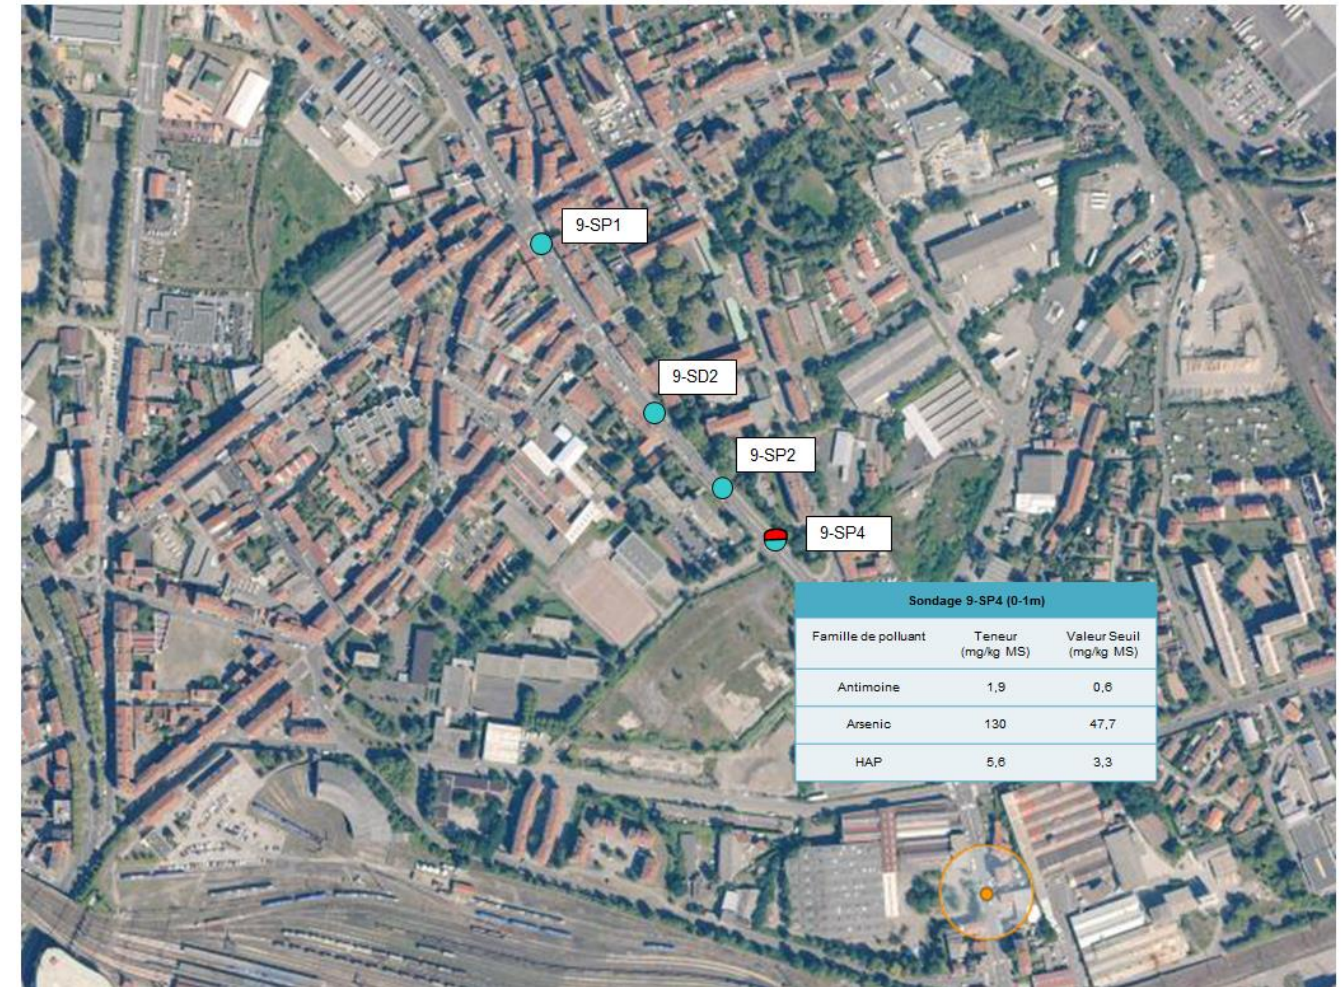 9-SP1
9-SD2
9-SP2
9-SP4
Sondage 9-SP4 (0-1m)
Famille de polluant Teneur (mg/kg MS) Valeur Seuil (mg/kg MS)
Antimoine 1,9 0,6
Arsenic 130 47,7
HAP 5,6 3,3